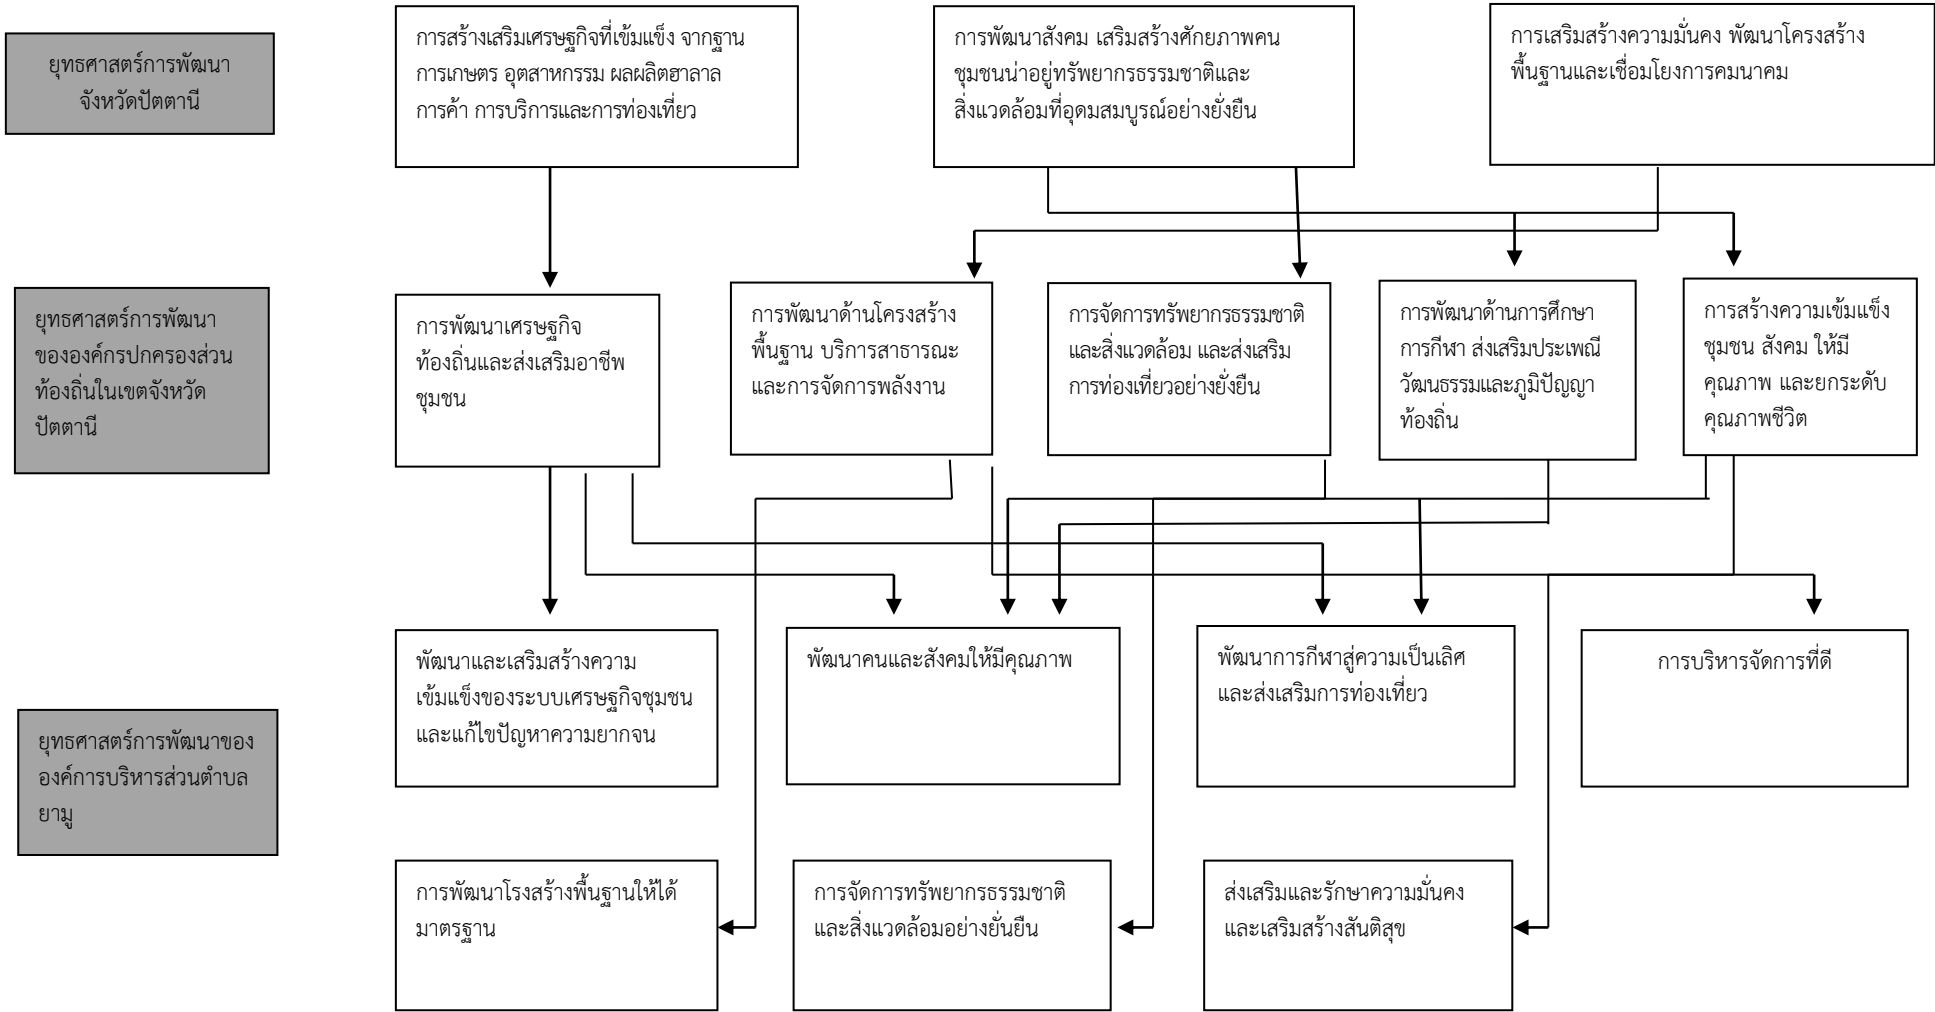 ยุทธศาสตร์การพัฒนา
จังหวัดปัตตานี
การสร้างเสริมเศรษฐกิจที่เข้มแข็ง จากฐาน
การเกษตร อุตสาหกรรม ผลผลิตฮาลาล
การค้า การบริการและการท่องเที่ยว
การพัฒนาสังคม เสริมสร้างศักยภาพคน
ชุมชนน่าอยู่ทรัพยากรธรรมชาติและ
สิ่งแวดล้อมที่อุดมสมบูรณ์อย่างยั่งยืน
การเสริมสร้างความมั่นคง พัฒนาโครงสร้าง
พื้นฐานและเชื่อมโยงการคมนาคม
ยุทธศาสตร์การพัฒนา
ขององค์กรปกครองส่วน
ท้องถิ่นในเขตจังหวัด
ปัตตานี
การพัฒนาเศรษฐกิจ
ท้องถิ่นและส่งเสริมอาชีพ
ชุมชน
การพัฒนาด้านโครงสร้าง
พื้นฐาน บริการสาธารณะ
และการจัดการพลังงาน
การจัดการทรัพยากรธรรมชาติ
และสิ่งแวดล้อม และส่งเสริม
การท่องเที่ยวอย่างยั่งยืน
การพัฒนาด้านการศึกษา
การกีฬา ส่งเสริมประเพณี
วัฒนธรรมและภูมิปัญญา
ท้องถิ่น
การสร้างความเข้มแข็ง
ชุมชน สังคม ให้มี
คุณภาพ และยกระดับ
คุณภาพชีวิต
ยุทธศาสตร์การพัฒนาของ
องค์การบริหารส่วนตำบล
ยามู
พัฒนาและเสริมสร้างความ
เข้มแข็งของระบบเศรษฐกิจชุมชน
และแก้ไขปัญหาความยากจน
พัฒนาคนและสังคมให้มีคุณภาพ
พัฒนาการกีฬาสู่ความเป็นเลิศ
และส่งเสริมการท่องเที่ยว
การบริหารจัดการที่ดี
การพัฒนาโรงสร้างพื้นฐานให้ได้
มาตรฐาน
การจัดการทรัพยากรธรรมชาติ
และสิ่งแวดล้อมอย่างยั่นยืน
ส่งเสริมและรักษาความมั่นคง
และเสริมสร้างสันติสุข